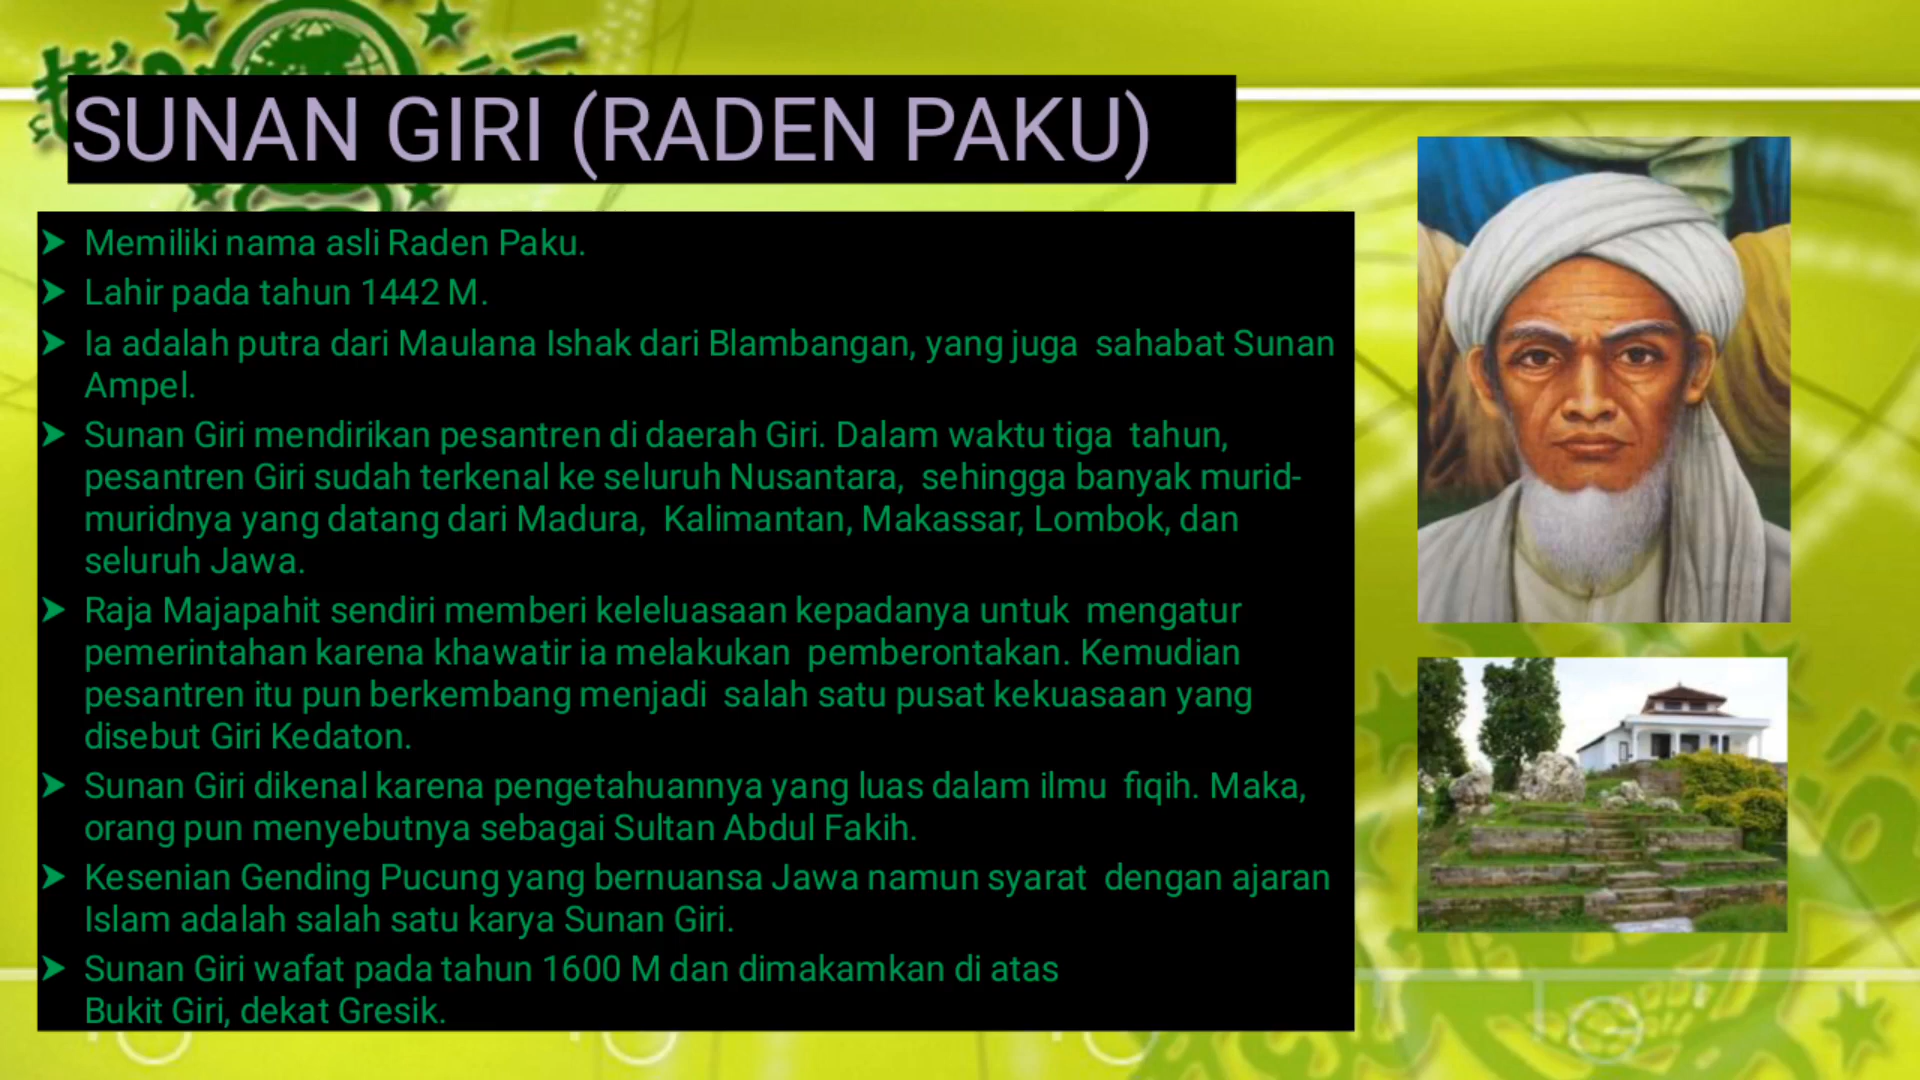 SUNAN GIRI (RADEN PAKU)
➤ Memiliki nama asli Raden Paku.
➤ Lahir pada tahun 1442 M.
➤ Ia adalah putra dari Maulana Ishak dari Blambangan, yang juga sahabat Sunan
Ampel.
➤ Sunan Giri mendirikan pesantren di daerah Giri. Dalam waktu tiga tahun,
pesantren Giri sudah terkenal ke seluruh Nusantara, sehingga banyak murid-
muridnya yang datang dari Madura, Kalimantan, Makassar, Lombok, dan
seluruh Jawa.
➤ Raja Majapahit sendiri memberi keleluasaan kepadanya untuk mengatur
pemerintahan karena khawatir ia melakukan pemberontakan. Kemudian
pesantren itu pun berkembang menjadi salah satu pusat kekuasaan yang
disebut Giri Kedaton.
➤ Sunan Giri dikenal karena pengetahuannya yang luas dalam ilmu fiqih. Maka,
orang pun menyebutnya sebagai Sultan Abdul Fakih.
➤ Kesenian Gending Pucung yang bernuansa Jawa namun syarat dengan ajaran
Islam adalah salah satu karya Sunan Giri.
➤ Sunan Giri wafat pada tahun 1600 M dan dimakamkan di atas
Bukit Giri, dekat Gresik.